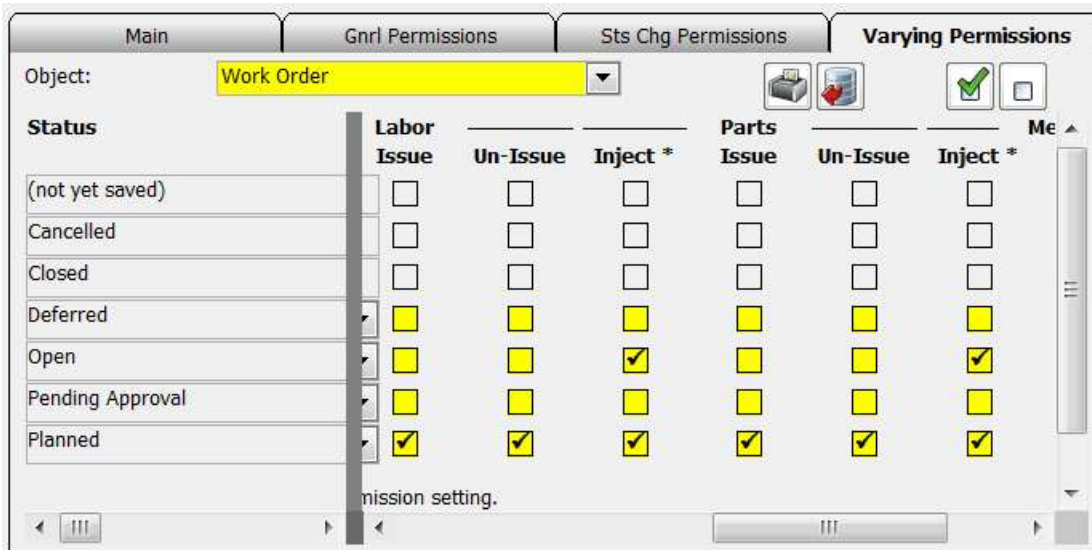 Main Gnrl Permissions Sts Chg Permissions Varying Permissions
Object: Work Order
Status Labor Parts Me
Issue Un-Issue Inject * Issue Un-Issue Inject *
(not yet saved)
Cancelled
Closed
Deferred
Open
Pending Approval
Planned
mission setting.